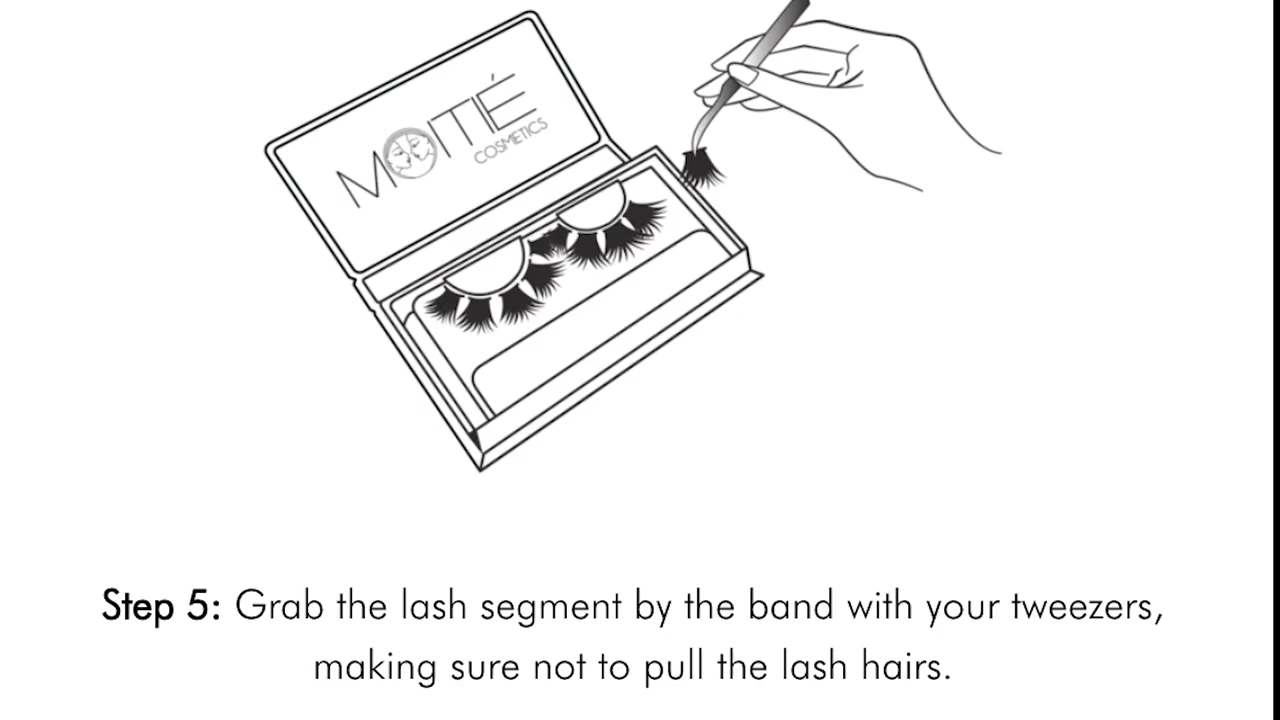 MOITIÉ
COSMETICS
Step 5: Grab the lash segment by the band with your tweezers,
making sure not to pull the lash hairs.